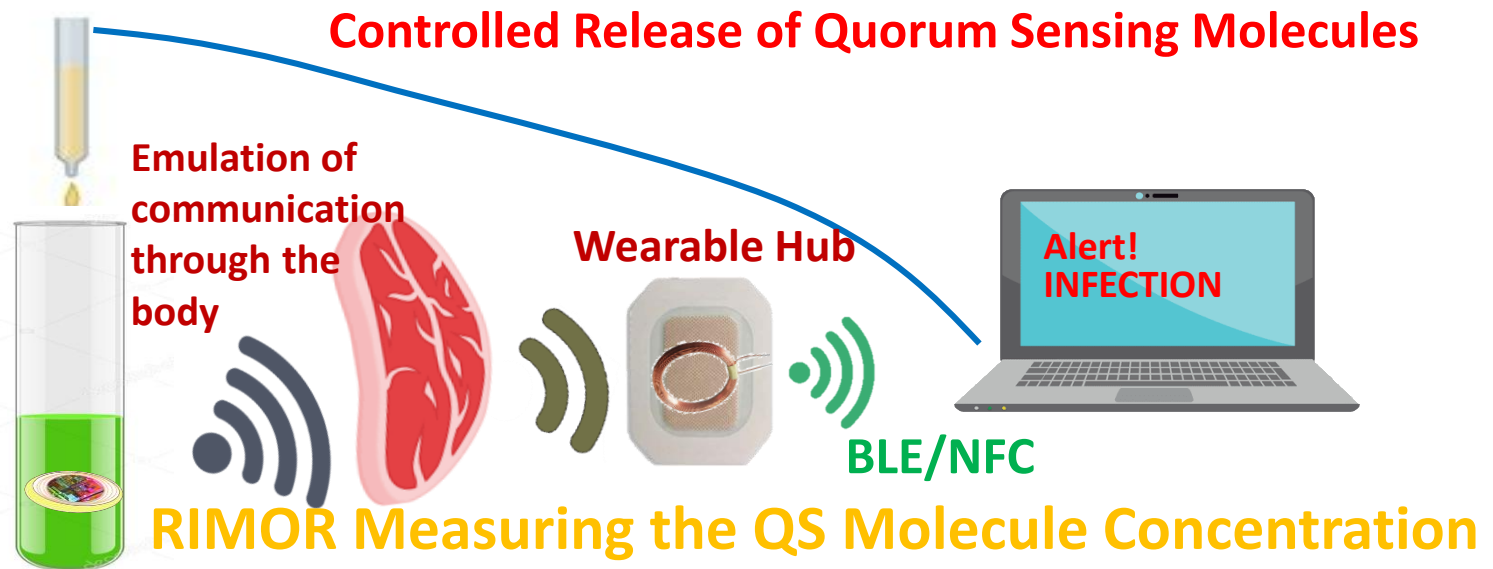 Controlled Release of Quorum Sensing Molecules
Emulation of
communication
through the
body
Wearable Hub
Alert!
INFECTION
BLE/NFC
RIMOR Measuring the QS Molecule Concentration